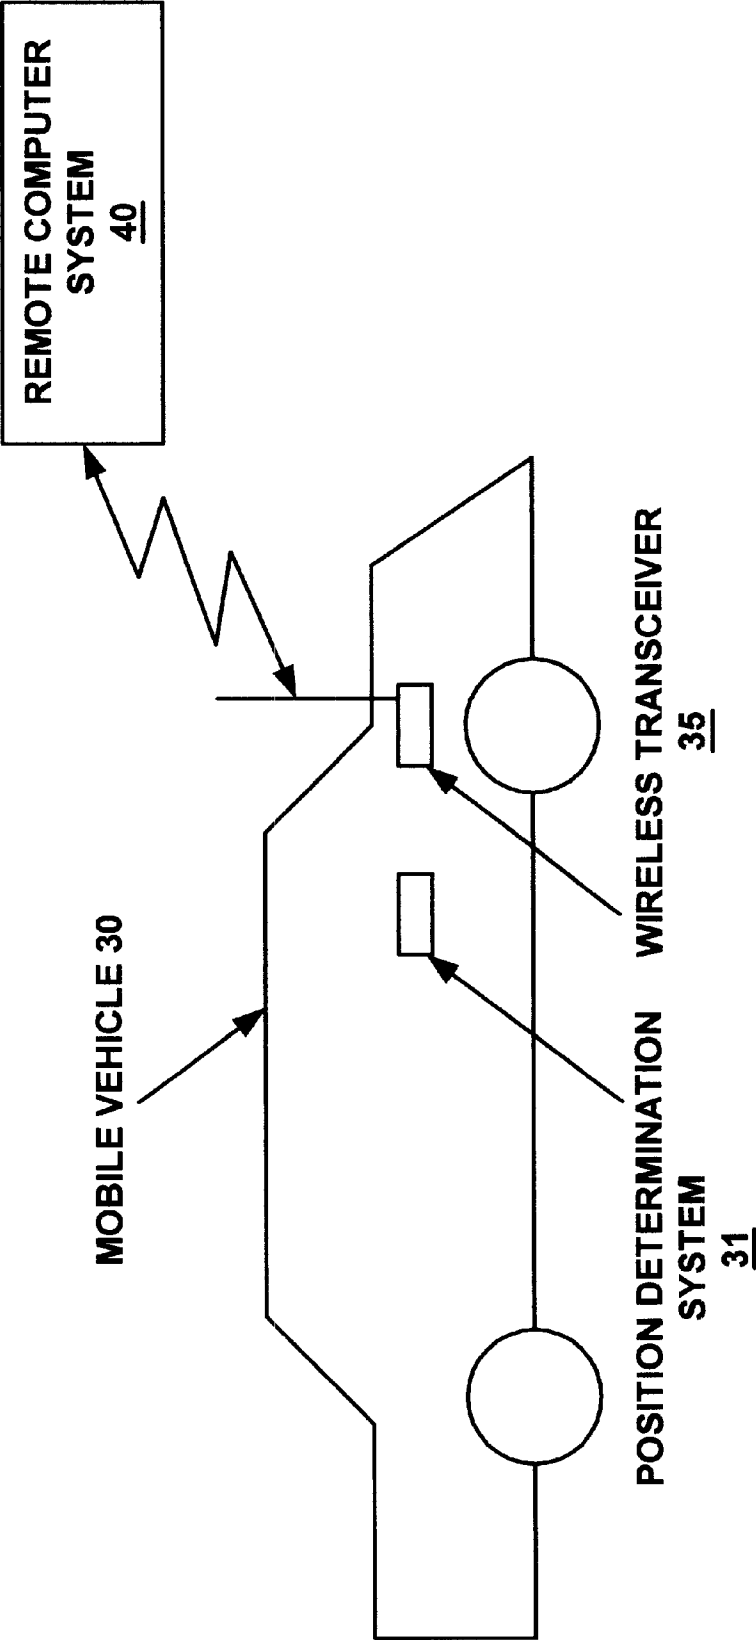 REMOTE COMPUTER
SYSTEM
40
MOBILE VEHICLE 30
POSITION DETERMINATION
SYSTEM
31
WIRELESS TRANSCEIVER
35